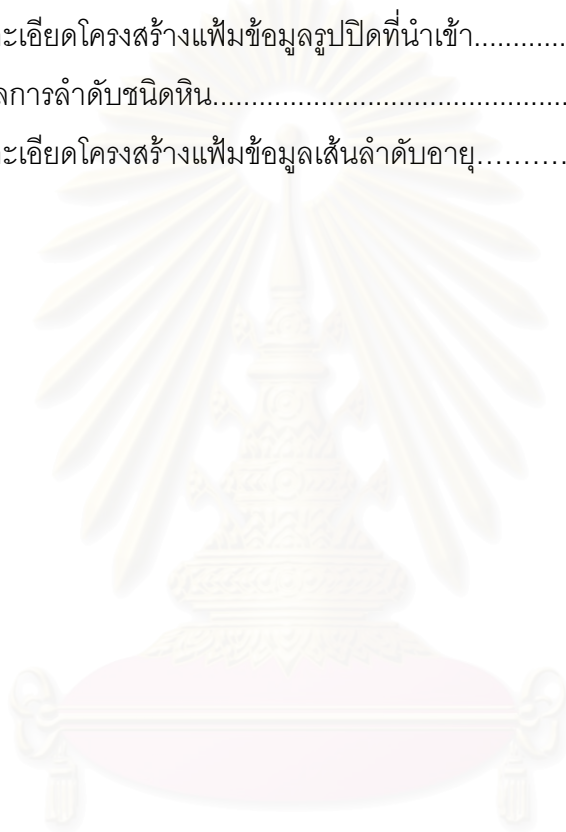 ะเอียดโครงสร้างแฟ้มข้อมูลรูปปิดที่นำเข้า............
ลการลำดับชนิดหิน.......................................
ะเอียดโครงสร้างแฟ้มข้อมูลเส้นลำดับอายุ..........